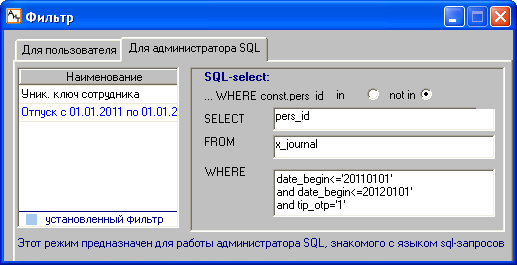 Фильтр
Для пользователя
Для администратора SQL
Наименование
Уник. ключ сотрудника
Отпуск с 01.01.2011 по 01.01.2
установленный фильтр
SQL-select:
... WHERE const.pers_id in not in
SELECT pers_id
FROM x_journal
WHERE
date_begin<='20110101'
and date_begin<=20120101'
and tip_otp='1'
Этот режим предназначен для работы администратора SQL, знакомого с языком sql-запросов